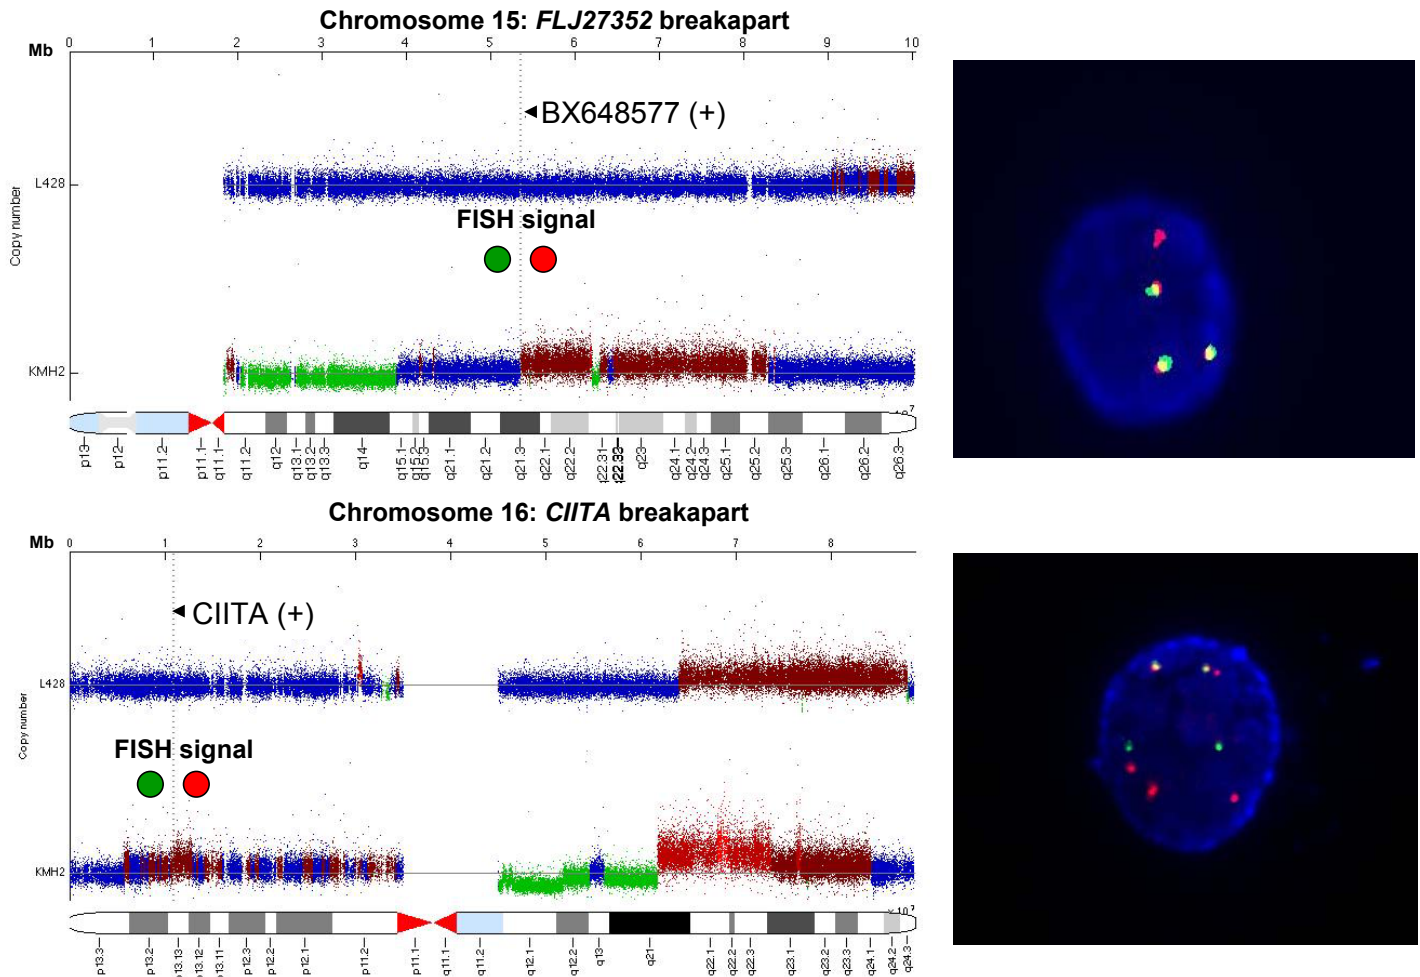 Chromosome 15: FLJ27352 breakapart
Mb 0 1 2 3 4 5 6 7 8 9 10
BX648577 (+)
L428
Copy number
FISH signal
KMH2
p13 p12 p11.2 p11.1 q11.1 q11.2 q12 q13.1 q13.2 q13.3 q14 q15.1 q15.2 q15.3 q21.1 q21.2 q21.3 q22.1 q22.2 q23 q24.1 q24.2 q24.3 q25.1 q25.2 q25.3 q26.1 q26.2 q26.3
Chromosome 16: CIITA breakapart
Mb 0 1 2 3 4 5 6 7 8
CIITA (+)
L428
Copy number
FISH signal
KMH2
p13.3 p13.2 p13.13 p13.12 p13.11 p12.3 p12.2 p12.1 p11.2 p11.1 q11.1 q11.2 q12.1 q12.2 q13 q21 q22.1 q22.2 q22.3 q23.1 q23.2 q23.3 q24.1 q24.2 q24.3